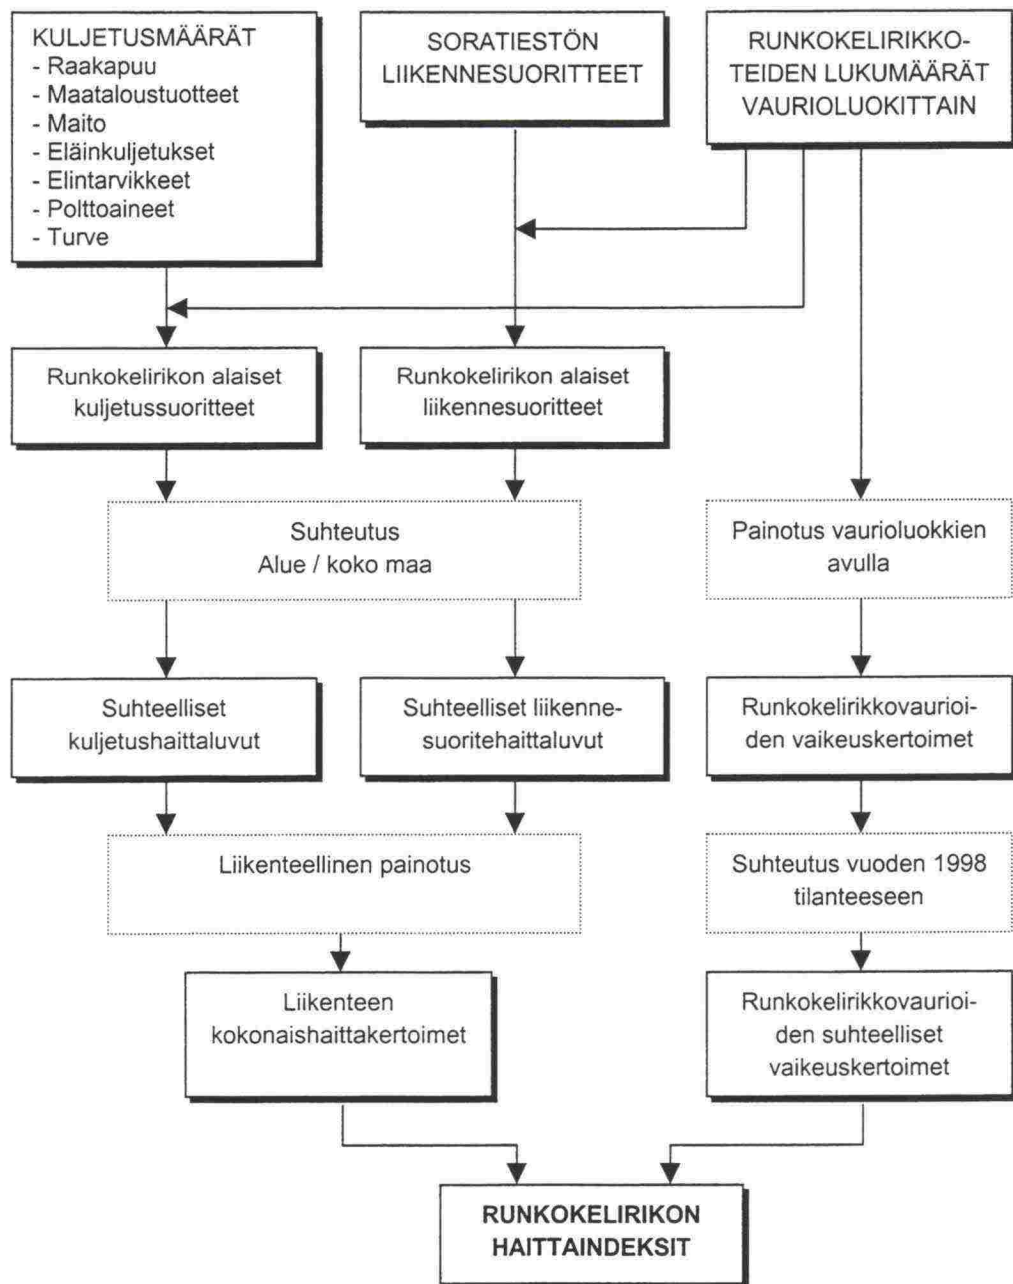 KULJETUSMÄÄRÄT
- Raakapuu
- Maataloustuotteet
- Maito
- Eläinkuljetukset
- Elintarvikkeet
- Polttoaineet
- Turve
SORATIESTÖN
LIIKENNESUORITTEET
RUNKOKELIRIKKO-
TEIDEN LUKUMÄÄRÄT
VAURIOLUOKITTAIN
Runkokelirikon alaiset
kuljetussuoritteet
Runkokelirikon alaiset
liikennesuoritteet
Suhteutus
Alue / koko maa
Painotus vaurioluokkien
avulla
Suhteelliset
kuljetushaittaluvut
Suhteelliset liikenne-
suoritehaittaluvut
Runkokelirikkovaurioi-
den vaikeuskertoimet
Liikenteellinen painotus
Suhteutus vuoden 1998
tilanteeseen
Liikenteen
kokonaishaittakertoimet
Runkokelirikkovaurioi-
den suhteelliset
vaikeuskertoimet
RUNKOKELIRIKON
HAITTAINDEKSIT